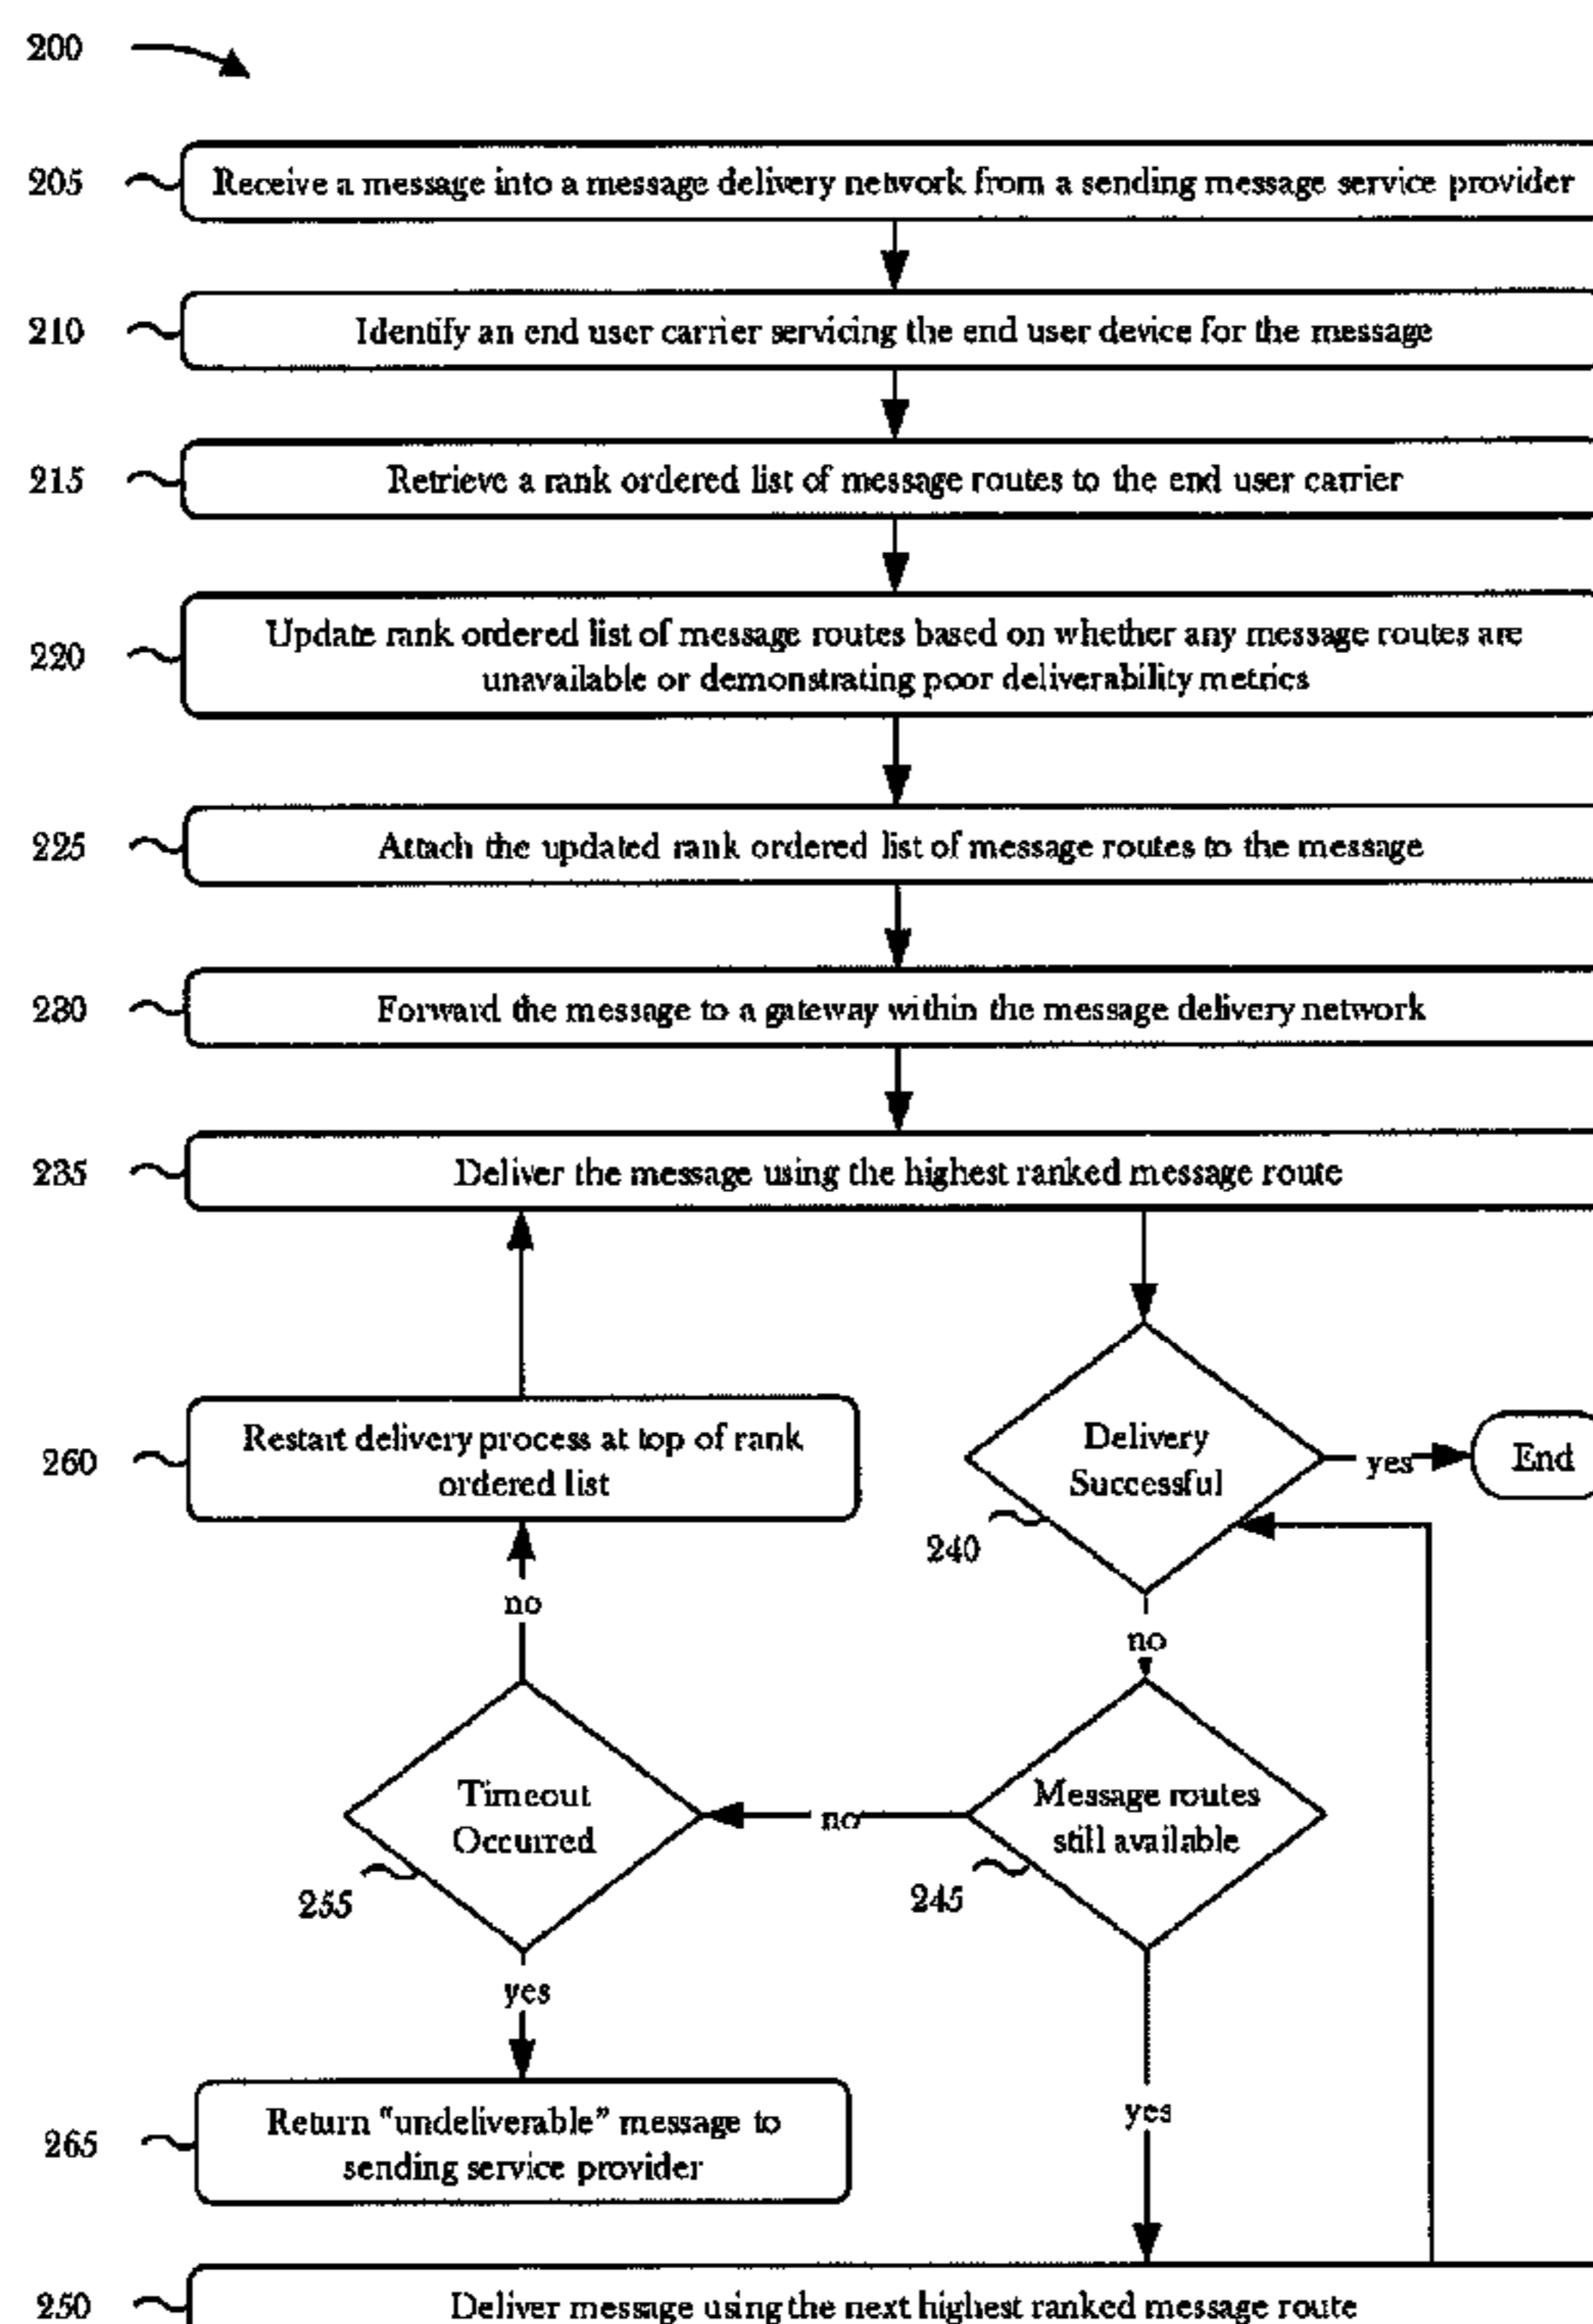 200
205 Receive a message into a message delivery network from a sending message service provider
210 Identify an end user carrier servicing the end user device for the message
215 Retrieve a rank ordered list of message routes to the end user carrier
220 Update rank ordered list of message routes based on whether any message routes are
unavailable or demonstrating poor deliverability metrics
225 Attach the updated rank ordered list of message routes to the message
230 Forward the message to a gateway within the message delivery network
235 Deliver the message using the highest ranked message route
260 Restart delivery process at top of rank
ordered list
Delivery
Successful
yes
End
240
no
no
Timeout
Occurred
255
no
Message routes
still available
245
yes
yes
265 Return "undeliverable" message to
sending service provider
250 Deliver message using the next highest ranked message route